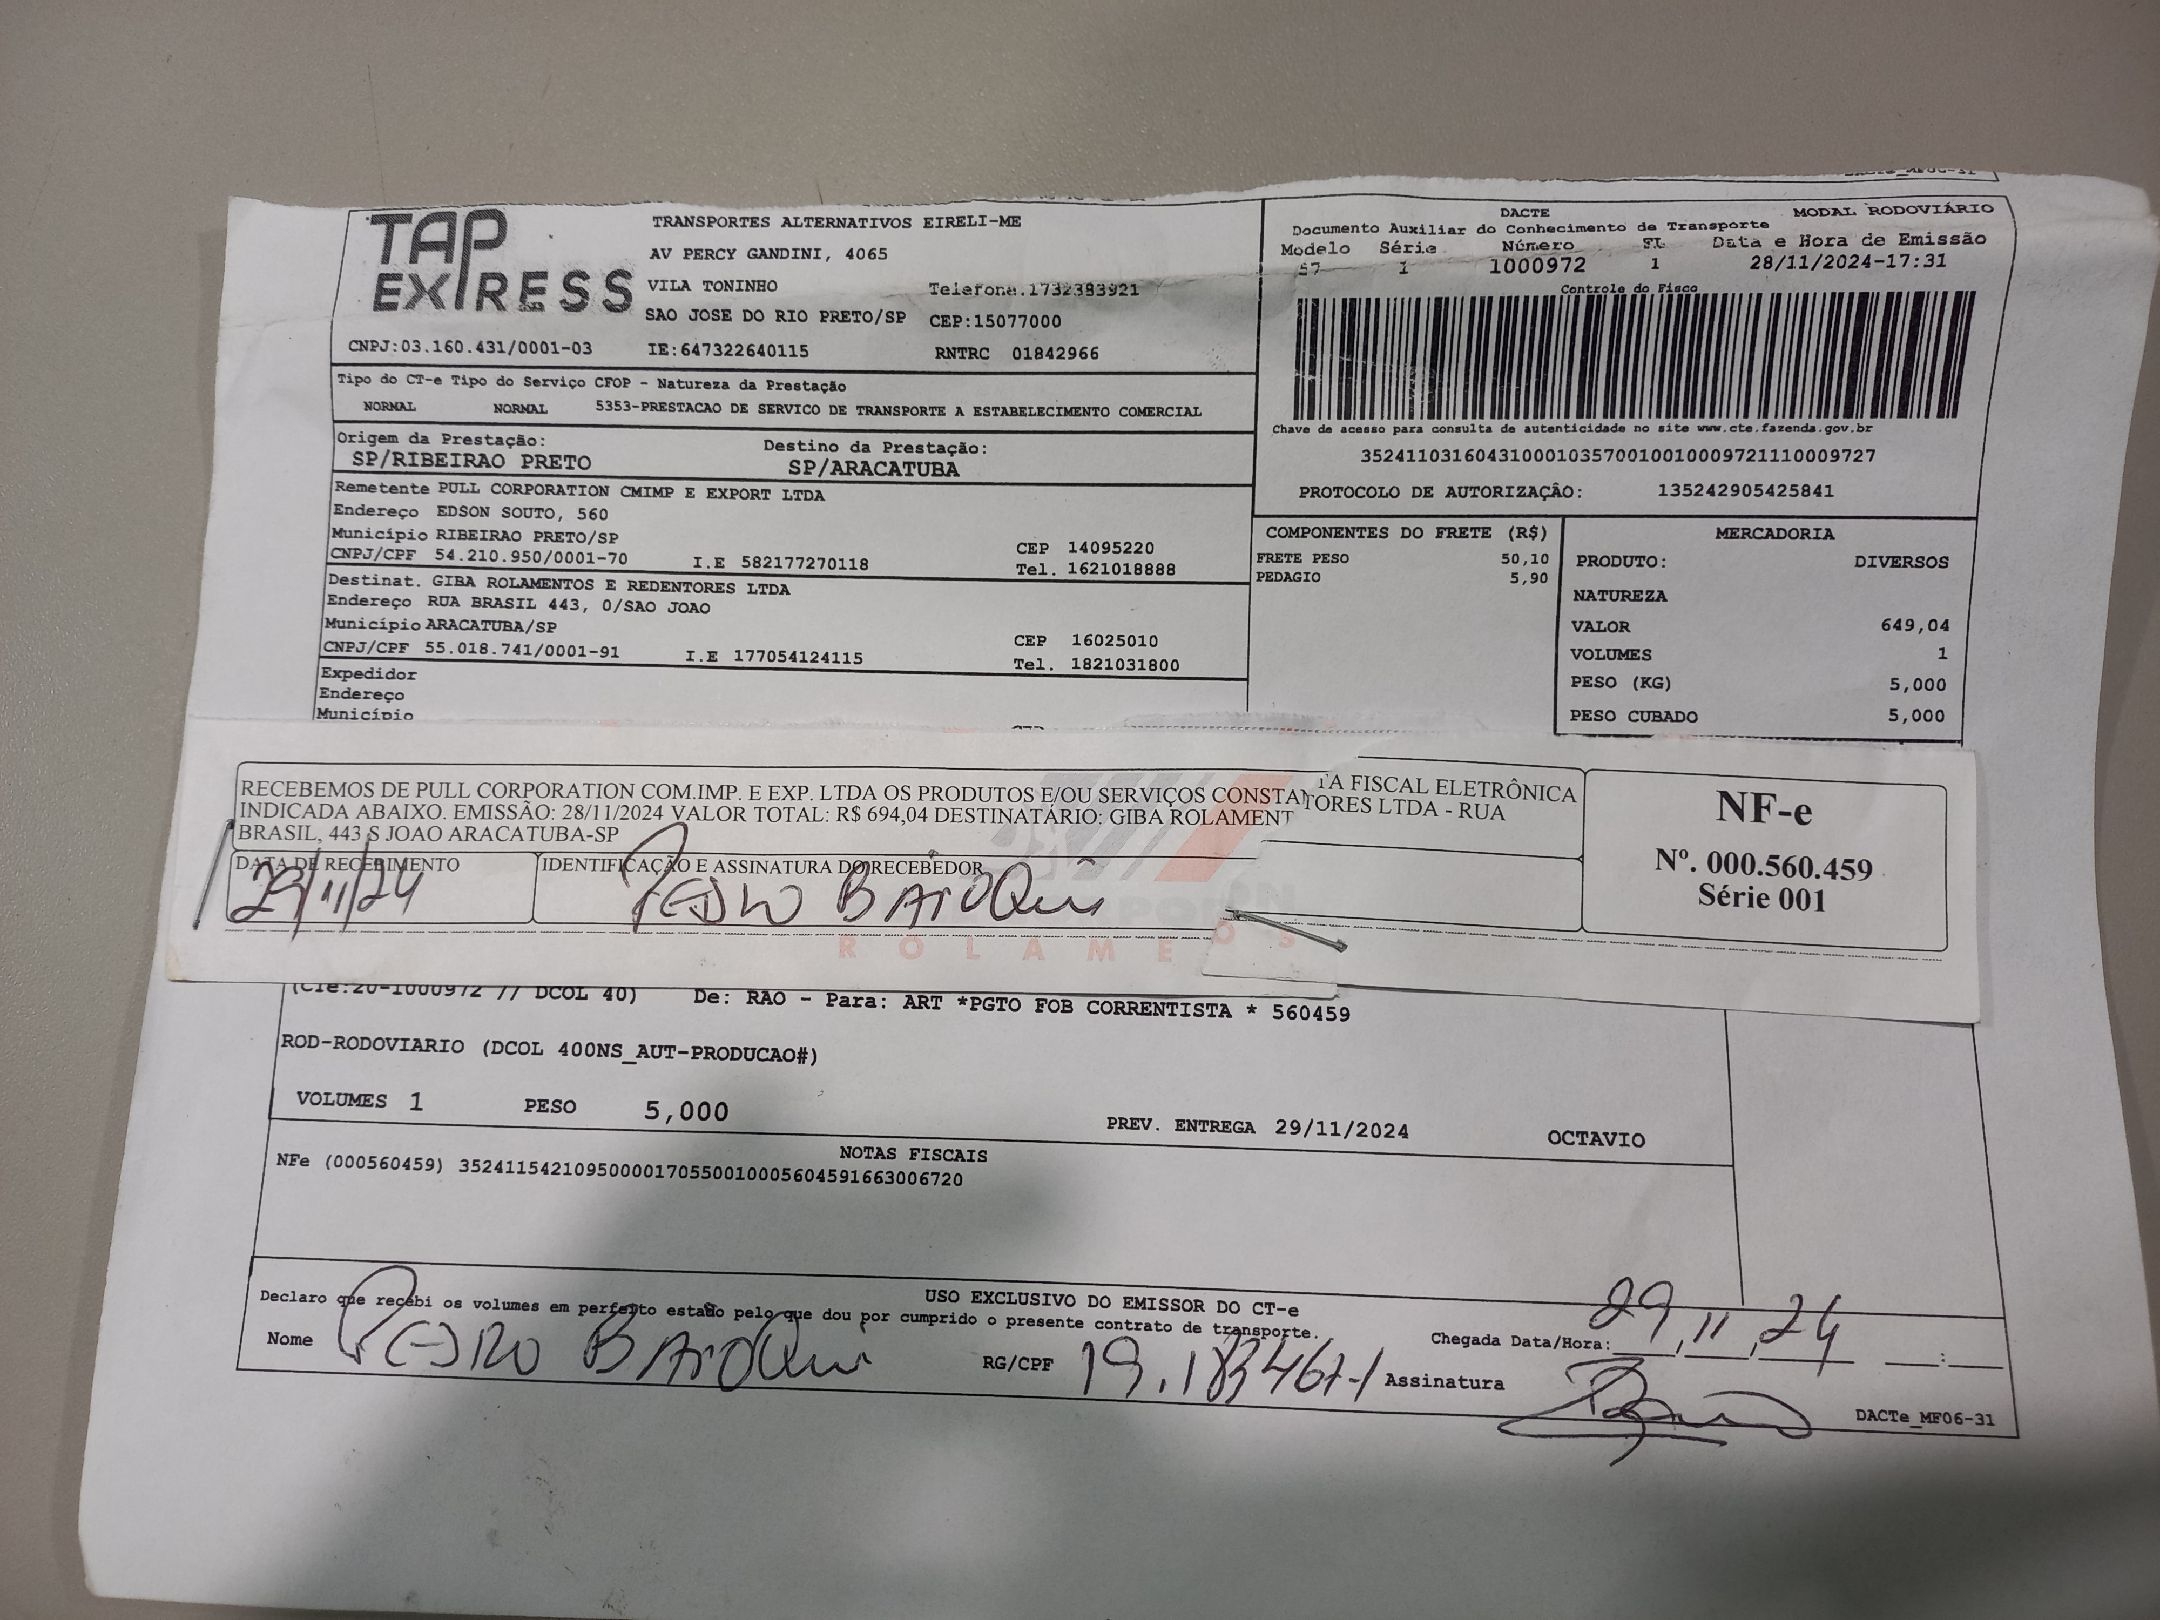 TAP EXPRESS
TRANSPORTES ALTERNATIVOS EIRELI-ME
AV PERCY GANDINI, 4065
VILA TONINHO Telefone.1732383921
SAO JOSE DO RIO PRETO/SP CEP:15077000
CNPJ:03.160.431/0001-03 IE:647322640115 RNTRC 01842966
DACTE MODAL RODOVIÁRIO
Documento Auxiliar do Conhecimento de Transporte
Modelo Série Número FL Data e Hora de Emissão
57 1 1000972 1 28/11/2024-17:31
Controle do Fisco
Chave de acesso para consulta de autenticidade no site www.cte.fazenda.gov.br
35241103160431000103570010010009721110009727
PROTOCOLO DE AUTORIZAÇÃO: 135242905425841
Tipo do CT-e Tipo do Serviço CFOP - Natureza da Prestação
NORMAL NORMAL 5353-PRESTACAO DE SERVICO DE TRANSPORTE A ESTABELECIMENTO COMERCIAL
Origem da Prestação: Destino da Prestação:
SP/RIBEIRAO PRETO SP/ARACATUBA
Remetente PULL CORPORATION CMIMP E EXPORT LTDA
Endereço EDSON SOUTO, 560
Município RIBEIRAO PRETO/SP CEP 14095220
CNPJ/CPF 54.210.950/0001-70 I.E 582177270118 Tel. 1621018888
Destinat. GIBA ROLAMENTOS E REDENTORES LTDA
Endereço RUA BRASIL 443, 0/SAO JOAO
Município ARACATUBA/SP CEP 16025010
CNPJ/CPF 55.018.741/0001-91 I.E 177054124115 Tel. 1821031800
Expedidor
Endereço
Município
COMPONENTES DO FRETE (R$)
FRETE PESO 50,10
PEDAGIO 5,90
MERCADORIA
PRODUTO: DIVERSOS
NATUREZA
VALOR 649,04
VOLUMES 1
PESO (KG) 5,000
PESO CUBADO 5,000
RECEBEMOS DE PULL CORPORATION COM.IMP. E EXP. LTDA OS PRODUTOS E/OU SERVIÇOS CONSTAN TA FISCAL ELETRÔNICA
INDICADA ABAIXO. EMISSÃO: 28/11/2024 VALOR TOTAL: R$ 694,04 DESTINATÁRIO: GIBA ROLAMENT TORES LTDA - RUA
BRASIL, 443 S JOAO ARACATUBA-SP
DATA DE RECEBIMENTO IDENTIFICAÇÃO E ASSINATURA DO RECEBEDOR
29/11/24 PEDRO BAIOQUI
NF-e
Nº. 000.560.459
Série 001
ROLAME OS
(Cte:20-1000972 // DCOL 40) De: RAO - Para: ART *PGTO FOB CORRENTISTA * 560459
ROD-RODOVIARIO (DCOL 400NS_AUT-PRODUCAO#)
VOLUMES 1 PESO 5,000 PREV. ENTREGA 29/11/2024 OCTAVIO
NOTAS FISCAIS
NFe (000560459) 35241154210950000170550010005604591663006720
USO EXCLUSIVO DO EMISSOR DO CT-e
Declaro que recebi os volumes em perfeito estado pelo que dou por cumprido o presente contrato de transporte.
Nome PEDRO BAIOQUI RG/CPF Chegada Data/Hora: 29, 11, 24 :
Assinatura
DACTe_MF06-31